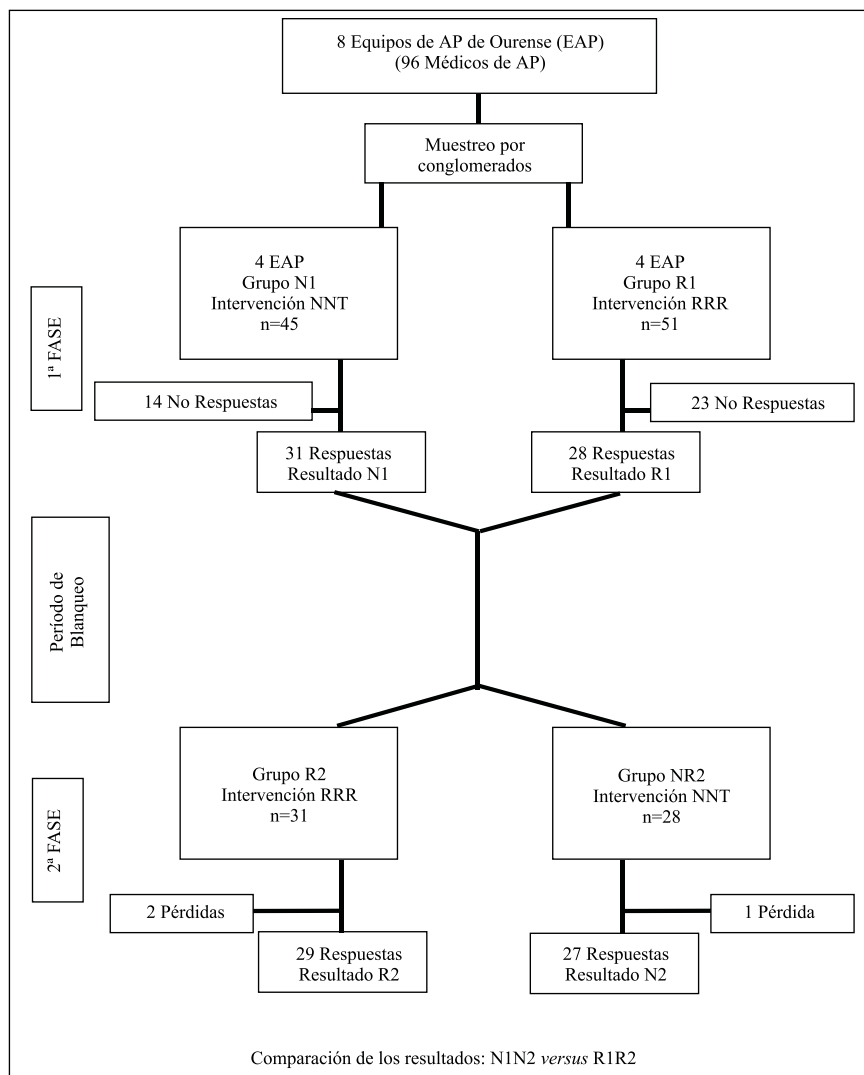 8 Equipos de AP de Ourense (EAP)
(96 Médicos de AP)
Muestreo por
conglomerados
4 EAP
Grupo N1
Intervención NNT
n=45
4 EAP
Grupo R1
Intervención RRR
n=51
1ª FASE
14 No Respuestas
23 No Respuestas
31 Respuestas
Resultado N1
28 Respuestas
Resultado R1
Período de
Blanqueo
Grupo R2
Intervención RRR
n=31
Grupo NR2
Intervención NNT
n=28
2ª FASE
2 Pérdidas
1 Pérdida
29 Respuestas
Resultado R2
27 Respuestas
Resultado N2
Comparación de los resultados: N1N2 versus R1R2